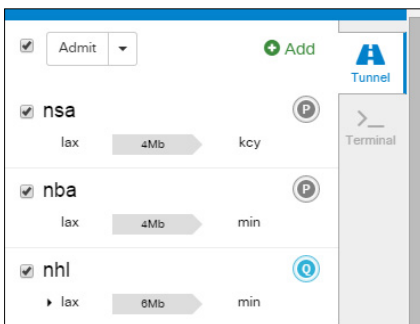 Admit Add
Tunnel
nsa P
lax 4Mb kcy
>_
Terminal
nba P
lax 4Mb min
nhl Q
lax 6Mb min